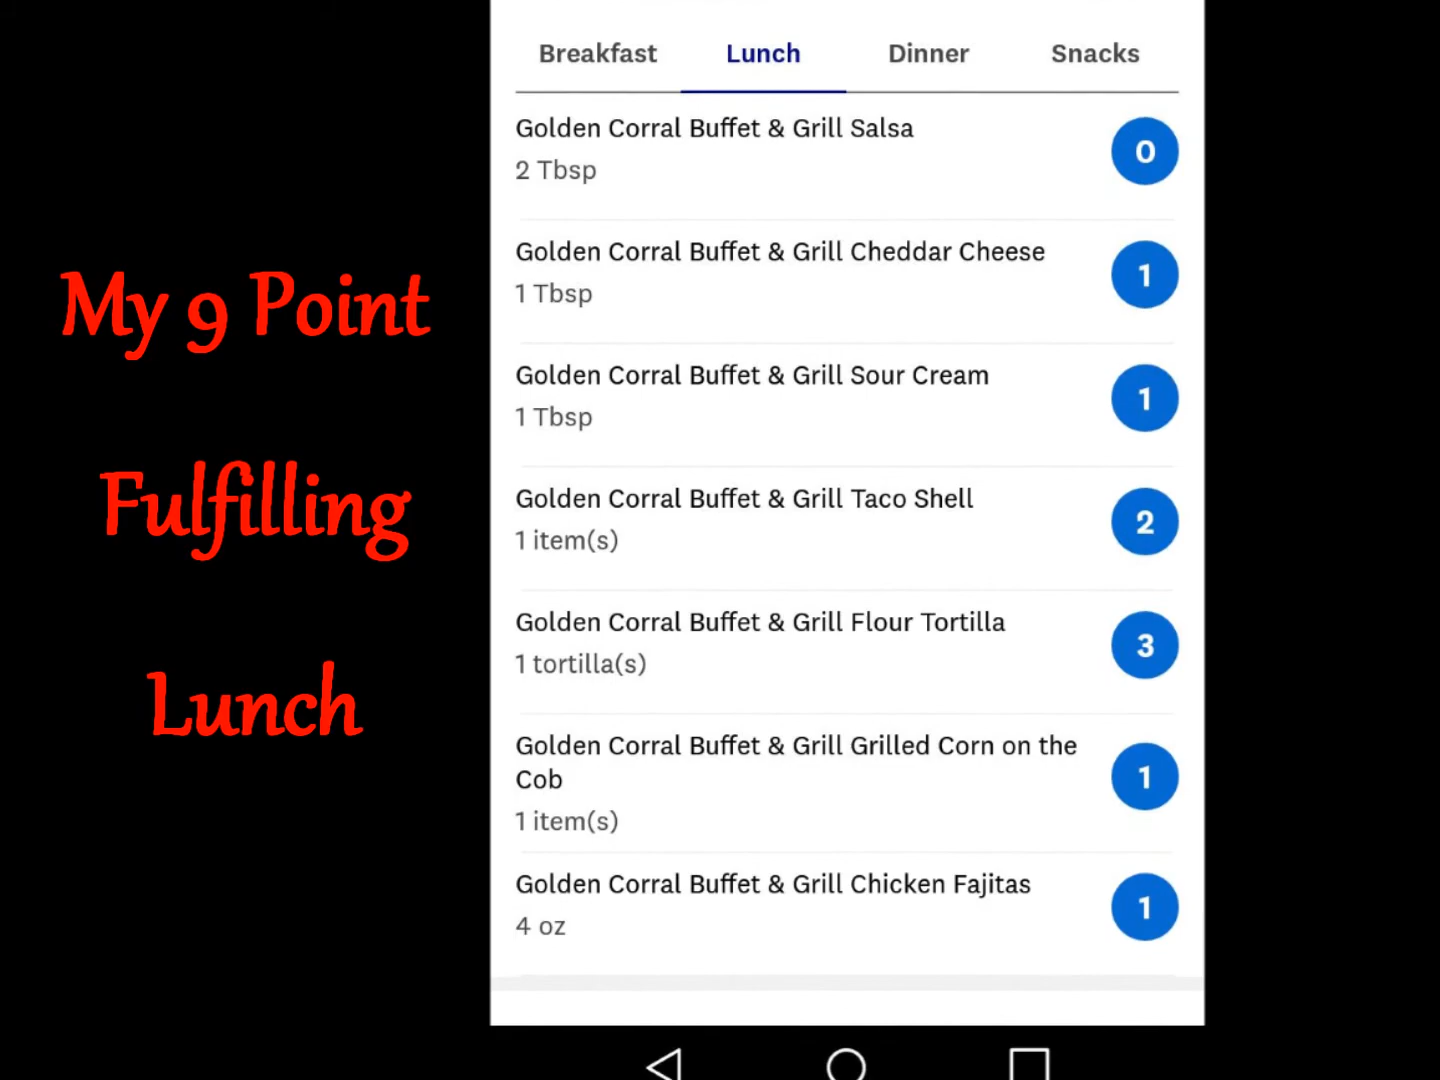 Breakfast Lunch Dinner Snacks
Golden Corral Buffet & Grill Salsa
2 Tbsp
0
Golden Corral Buffet & Grill Cheddar Cheese
1 Tbsp
1
Golden Corral Buffet & Grill Sour Cream
1 Tbsp
1
Golden Corral Buffet & Grill Taco Shell
1 item(s)
2
Golden Corral Buffet & Grill Flour Tortilla
1 tortilla(s)
3
Golden Corral Buffet & Grill Grilled Corn on the
Cob
1 item(s)
1
Golden Corral Buffet & Grill Chicken Fajitas
4 oz
1
My 9 Point
Fulfilling
Lunch